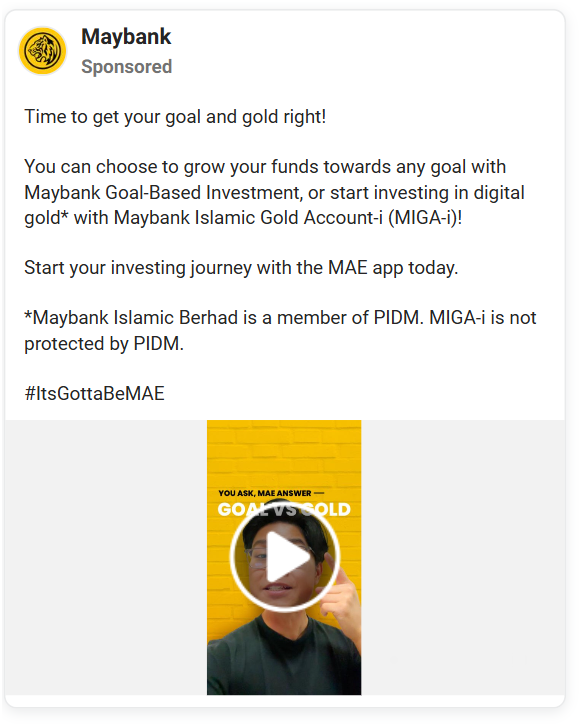 Maybank
Sponsored
Time to get your goal and gold right!
You can choose to grow your funds towards any goal with
Maybank Goal-Based Investment, or start investing in digital
gold* with Maybank Islamic Gold Account-i (MIGA-i)!
Start your investing journey with the MAE app today.
*Maybank Islamic Berhad is a member of PIDM. MIGA-i is not
protected by PIDM.
#ItsGottaBeMAE
YOU ASK, MAE ANSWER —
GOAL VS GOLD